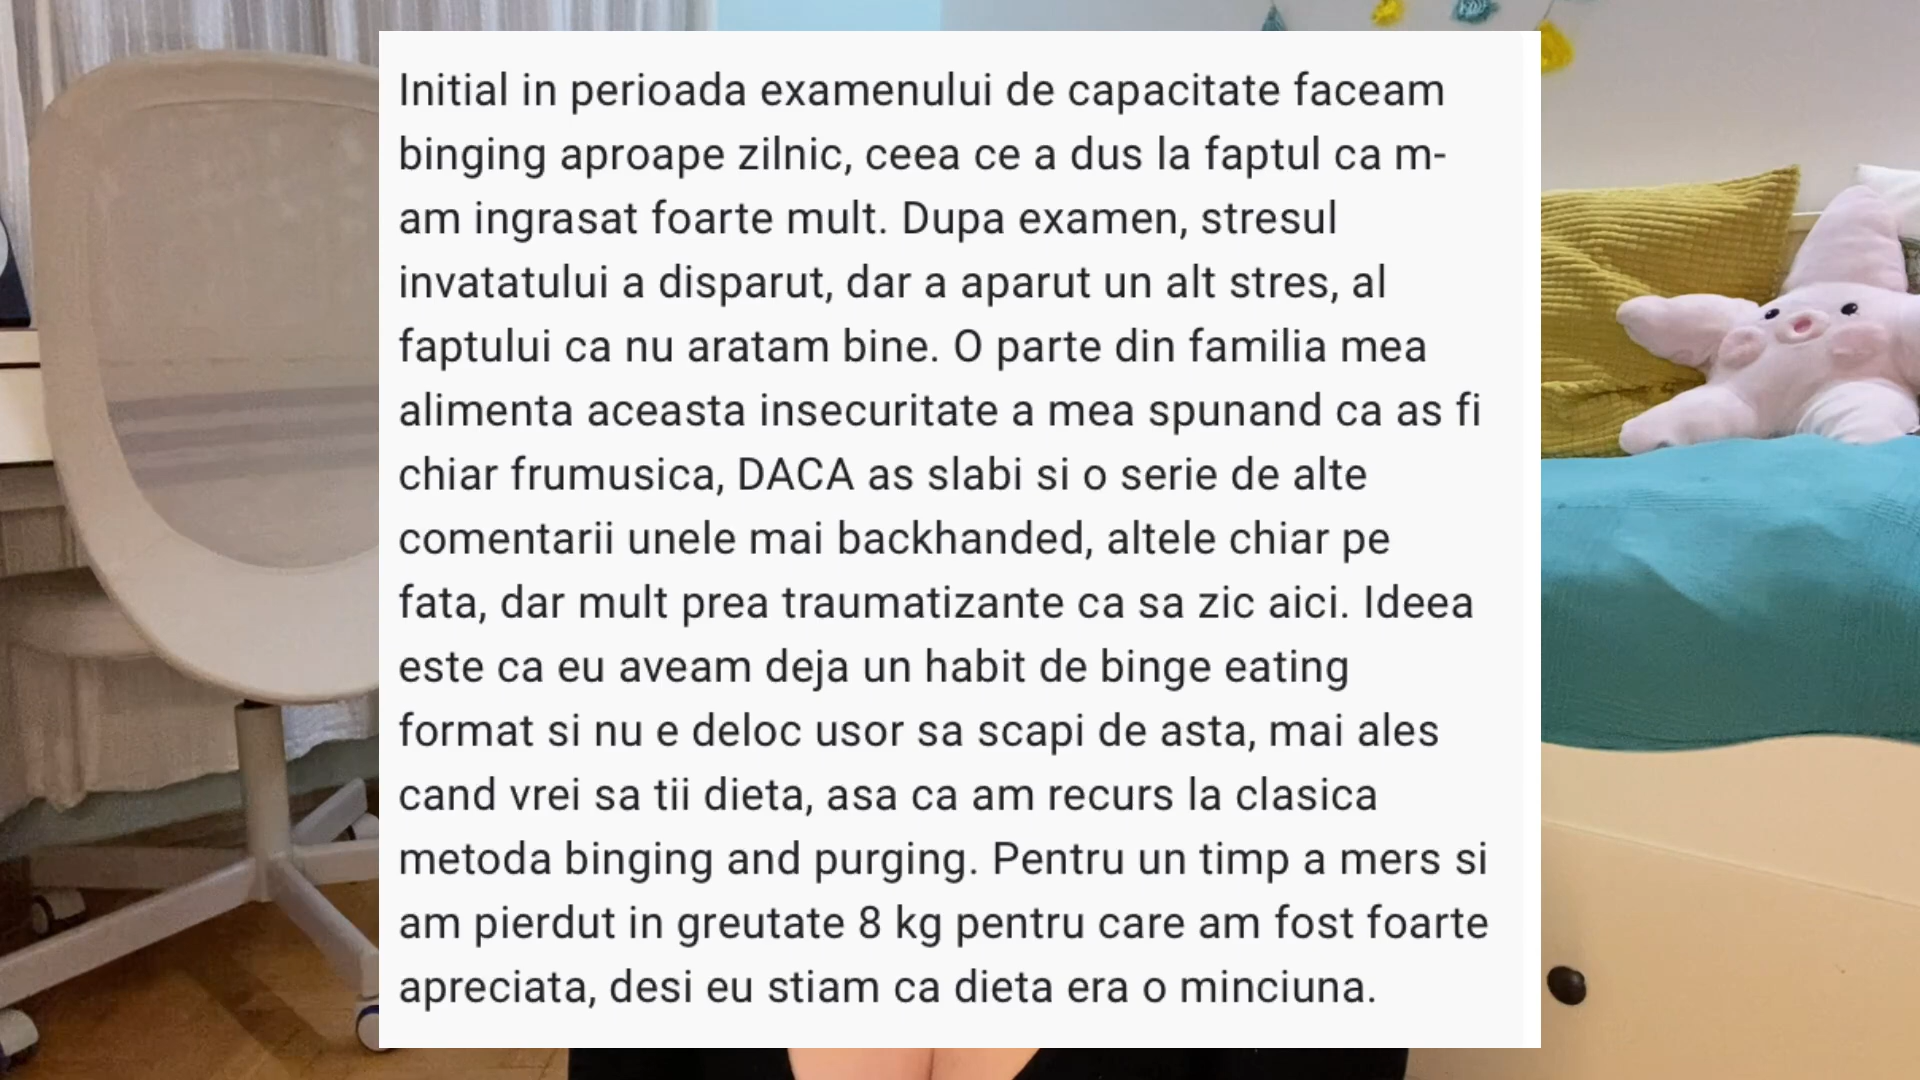 Initial in perioada examenului de capacitate faceam
binging aproape zilnic, ceea ce a dus la faptul ca m-
am ingrasat foarte mult. Dupa examen, stresul
invatatului a disparut, dar a aparut un alt stres, al
faptului ca nu aratam bine. O parte din familia mea
alimenta aceasta insecuritate a mea spunand ca as fi
chiar frumusica, DACA as slabi si o serie de alte
comentarii unele mai backhanded, altele chiar pe
fata, dar mult prea traumatizante ca sa zic aici. Ideea
este ca eu aveam deja un habit de binge eating
format si nu e deloc usor sa scapi de asta, mai ales
cand vrei sa tii dieta, asa ca am recurs la clasica
metoda binging and purging. Pentru un timp a mers si
am pierdut in greutate 8 kg pentru care am fost foarte
apreciata, desi eu stiam ca dieta era o minciuna.